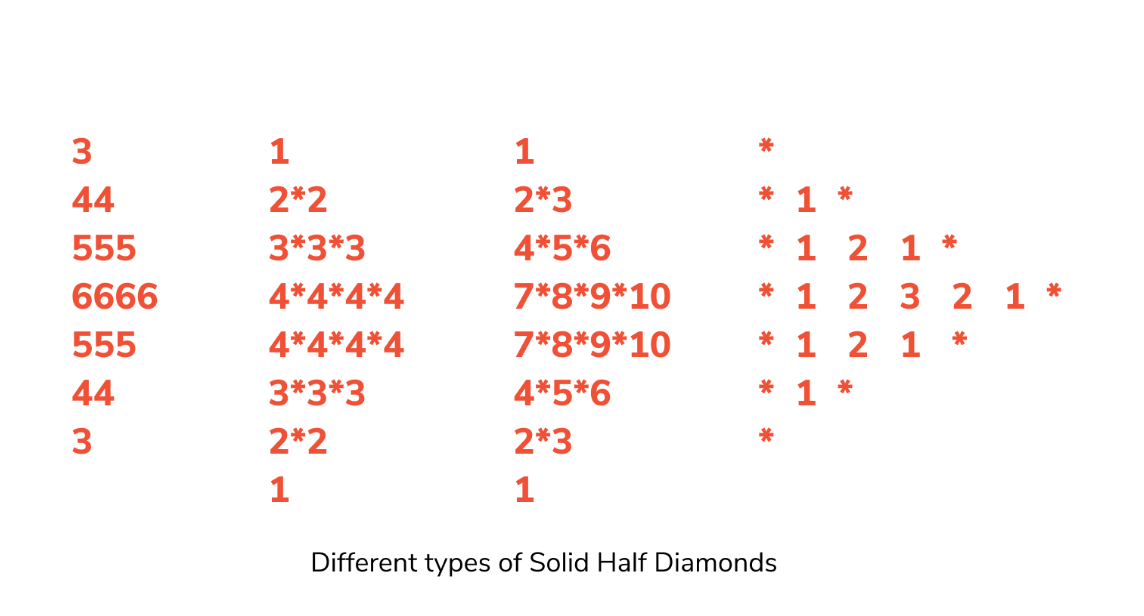 3 1 1 *
44 2*2 2*3 * 1 *
555 3*3*3 4*5*6 * 1 2 1 *
6666 4*4*4*4 7*8*9*10 * 1 2 3 2 1 *
555 4*4*4*4 7*8*9*10 * 1 2 1 *
44 3*3*3 4*5*6 * 1 *
3 2*2 2*3 *
1 1
Different types of Solid Half Diamonds